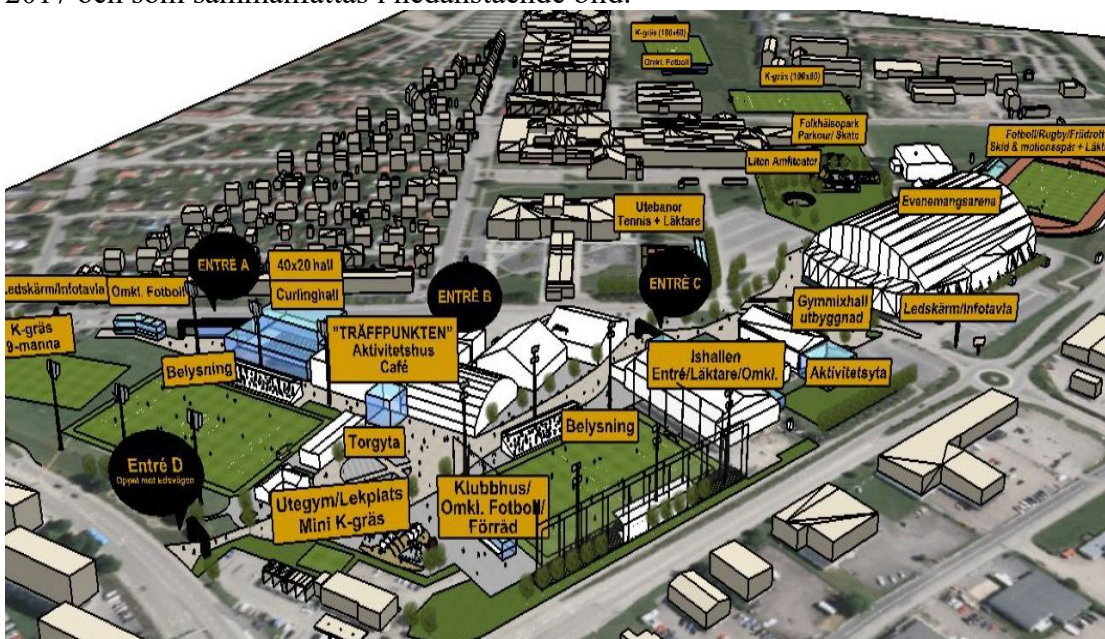 2017 och som sammanfattas i nedanstående bild.
K-gräs (100x60)
Omkl. Fotboll
K-gräs (100x60)
Folkhälsopark
Parkour/ Skate
Liten Amfiteater
Fotboll/Rugby/Friidrott
Skid & motionsspår + Läkt
Evenemangsarena
Utebanor
Tennis + Läktare
ENTRÉ A
40x20 hall
Curlinghall
Ledskärm/Infotavla
Omkl. Fotboll
ENTRÉ B
ENTRÉ C
Gymmixhall
utbyggnad
Ledskärm/Infotavla
K-gräs
9-manna
Belysning
"TRÄFFPUNKTEN"
Aktivitetshus
Café
Ishallen
Entré/Läktare/Omkl.
Aktivitetsyta
Torgyta
Belysning
Entré D
Utegym/Lekplats
Mini K-gräs
Klubbhus/
Omkl. Fotboll/
Förråd